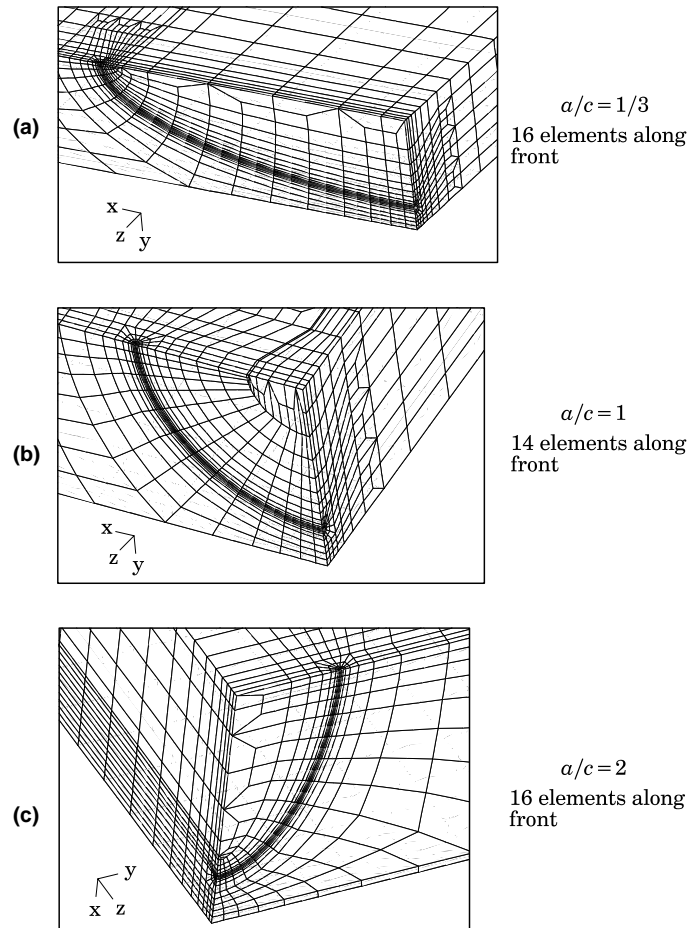 (a)
a/c = 1/3
16 elements along
front
x
z
y
(b)
a/c = 1
14 elements along
front
x
z
y
(c)
a/c = 2
16 elements along
front
y
x
z